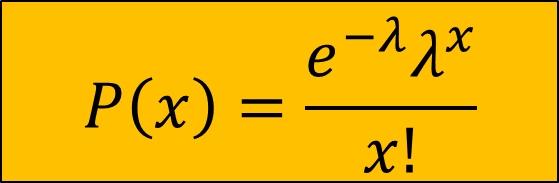 P(x) = e^{-λ}λ^x / x!